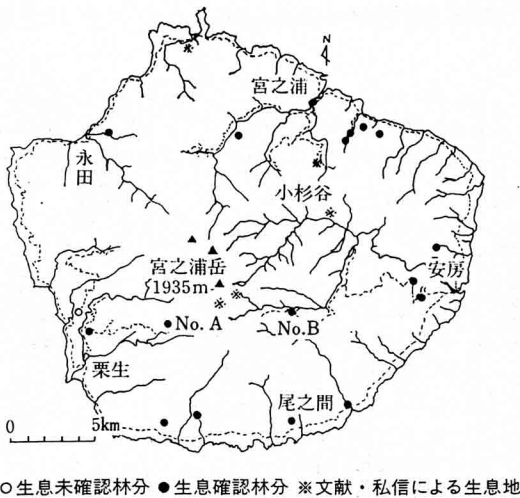 N
宮之浦
永田
小杉谷
宮之浦岳
1935m
安房
No. A
No.B
栗生
尾之間
0
5km
○生息未確認林分 ●生息確認林分 ※文献・私信による生息地